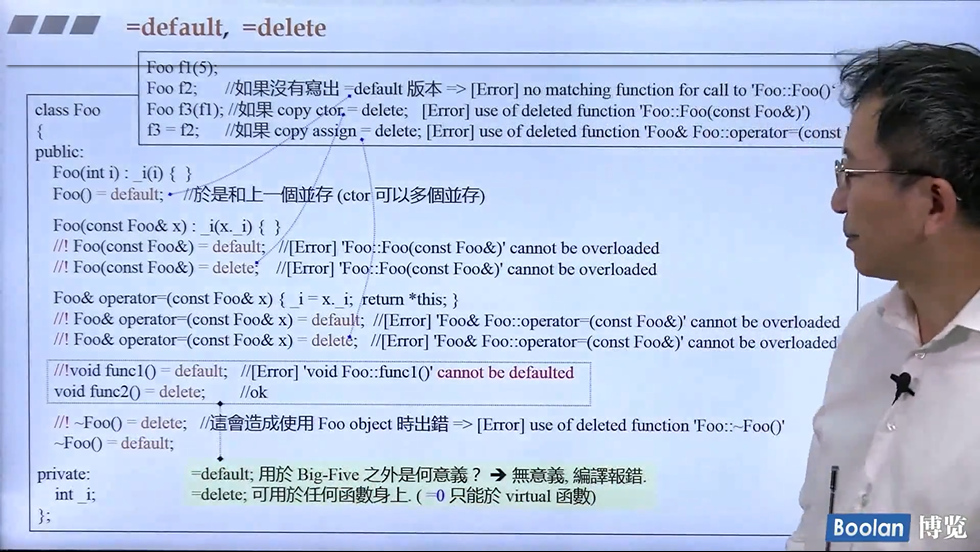 =default, =delete
Foo f1(5);
Foo f2; //如果沒有寫出 =default 版本 => [Error] no matching function for call to 'Foo::Foo()'
Foo f3(f1); //如果 copy ctor = delete; [Error] use of deleted function 'Foo::Foo(const Foo&)')
f3 = f2; //如果 copy assign = delete; [Error] use of deleted function 'Foo& Foo::operator=(const
class Foo
{
public:
Foo(int i) : _i(i) { }
Foo() = default; //於是和上一個並存 (ctor 可以多個並存)
Foo(const Foo& x) : _i(x._i) { }
//! Foo(const Foo&) = default; //[Error] 'Foo::Foo(const Foo&)' cannot be overloaded
//! Foo(const Foo&) = delete; //[Error] 'Foo::Foo(const Foo&)' cannot be overloaded
Foo& operator=(const Foo& x) { _i = x._i; return *this; }
//! Foo& operator=(const Foo& x) = default; //[Error] 'Foo& Foo::operator=(const Foo&)' cannot be overloaded
//! Foo& operator=(const Foo& x) = delete; //[Error] 'Foo& Foo::operator=(const Foo&)' cannot be overloaded
//!void func1() = default; //[Error] 'void Foo::func1()' cannot be defaulted
void func2() = delete; //ok
//! ~Foo() = delete; //這會造成使用 Foo object 時出錯 => [Error] use of deleted function 'Foo::~Foo()'
~Foo() = default;
private:
int _i;
};
=default; 用於 Big-Five 之外是何意義？ ➔ 無意義, 編譯報錯.
=delete; 可用於任何函數身上. ( =0 只能於 virtual 函數)
Boolan 博览